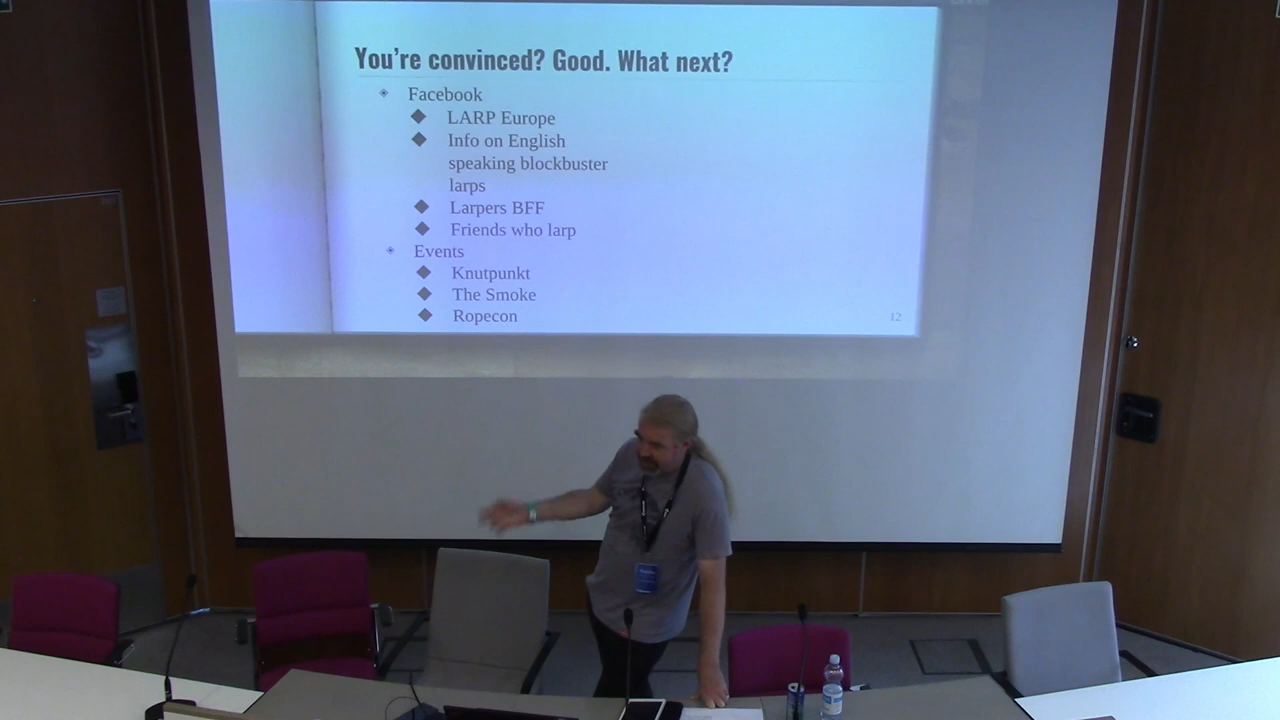 You're convinced? Good. What next?
Facebook
LARP Europe
Info on English
speaking blockbuster
larps
Larpers BFF
Friends who larp
Events
Knutpunkt
The Smoke
Ropecon
12